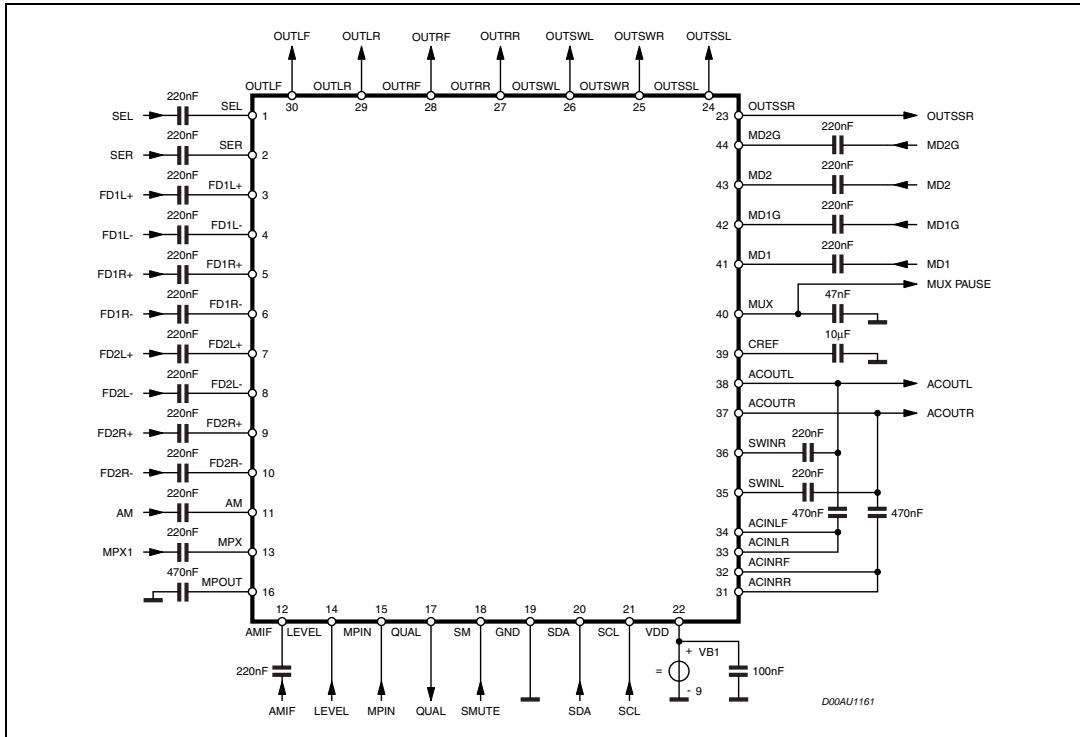 OUTLF OUTLR OUTRF OUTRR OUTSWL OUTSWR OUTSSL
OUTLF OUTLR OUTRF OUTRR OUTSWL OUTSWR OUTSSL
30 29 28 27 26 25 24
SEL 220nF SEL 1
SER 220nF SER 2
FD1L+ 220nF FD1L+ 3
FD1L- 220nF FD1L- 4
FD1R+ 220nF FD1R+ 5
FD1R- 220nF FD1R- 6
FD2L+ 220nF FD2L+ 7
FD2L- 220nF FD2L- 8
FD2R+ 220nF FD2R+ 9
FD2R- 220nF FD2R- 10
AM 220nF AM 11
MPX1 220nF MPX 13
470nF MPOUT 16
23 OUTSSR OUTSSR
44 MD2G 220nF MD2G
43 MD2 220nF MD2
42 MD1G 220nF MD1G
41 MD1 220nF MD1
MUX PAUSE
40 MUX 47nF
39 CREF 10µF
38 ACOUTL ACOUTL
37 ACOUTR ACOUTR
36 SWINR 220nF
35 SWINL 220nF
470nF 470nF
34 ACINLF
33 ACINLR
32 ACINRF
31 ACINRR
12 14 15 17 18 19 20 21 22
AMIF LEVEL MPIN QUAL SM GND SDA SCL VDD
220nF
+ VB1
=
- 9
100nF
AMIF LEVEL MPIN QUAL SMUTE SDA SCL
D00AU1161